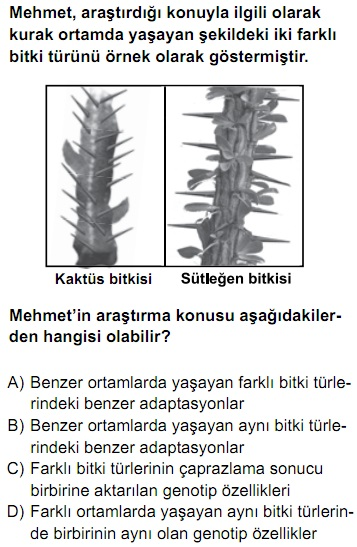 Mehmet, araştırdığı konuyla ilgili olarak
kurak ortamda yaşayan şekildeki iki farklı
bitki türünü örnek olarak göstermiştir.
Kaktüs bitkisi
Sütleğen bitkisi
Mehmet'in araştırma konusu aşağıdakiler-
den hangisi olabilir?
A) Benzer ortamlarda yaşayan farklı bitki türle-
rindeki benzer adaptasyonlar
B) Benzer ortamlarda yaşayan aynı bitki türle-
rindeki benzer adaptasyonlar
C) Farklı bitki türlerinin çaprazlama sonucu
birbirine aktarılan genotip özellikleri
D) Farklı ortamlarda yaşayan aynı bitki türlerin-
de birbirinin aynı olan genotip özellikler